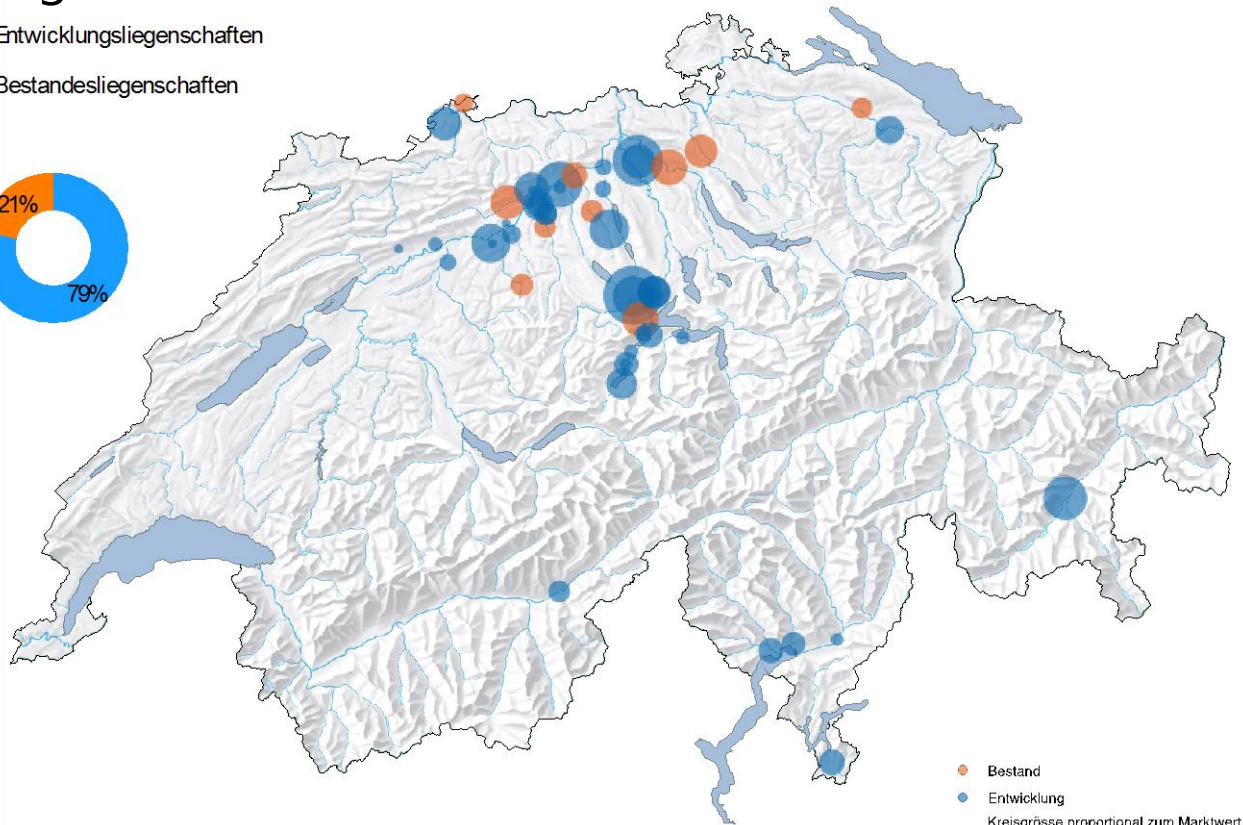 Entwicklungsliegenschaften
Bestandesliegenschaften
21%
79%
Bestand
Entwicklung
Kreisgrösse proportional zum Marktwert